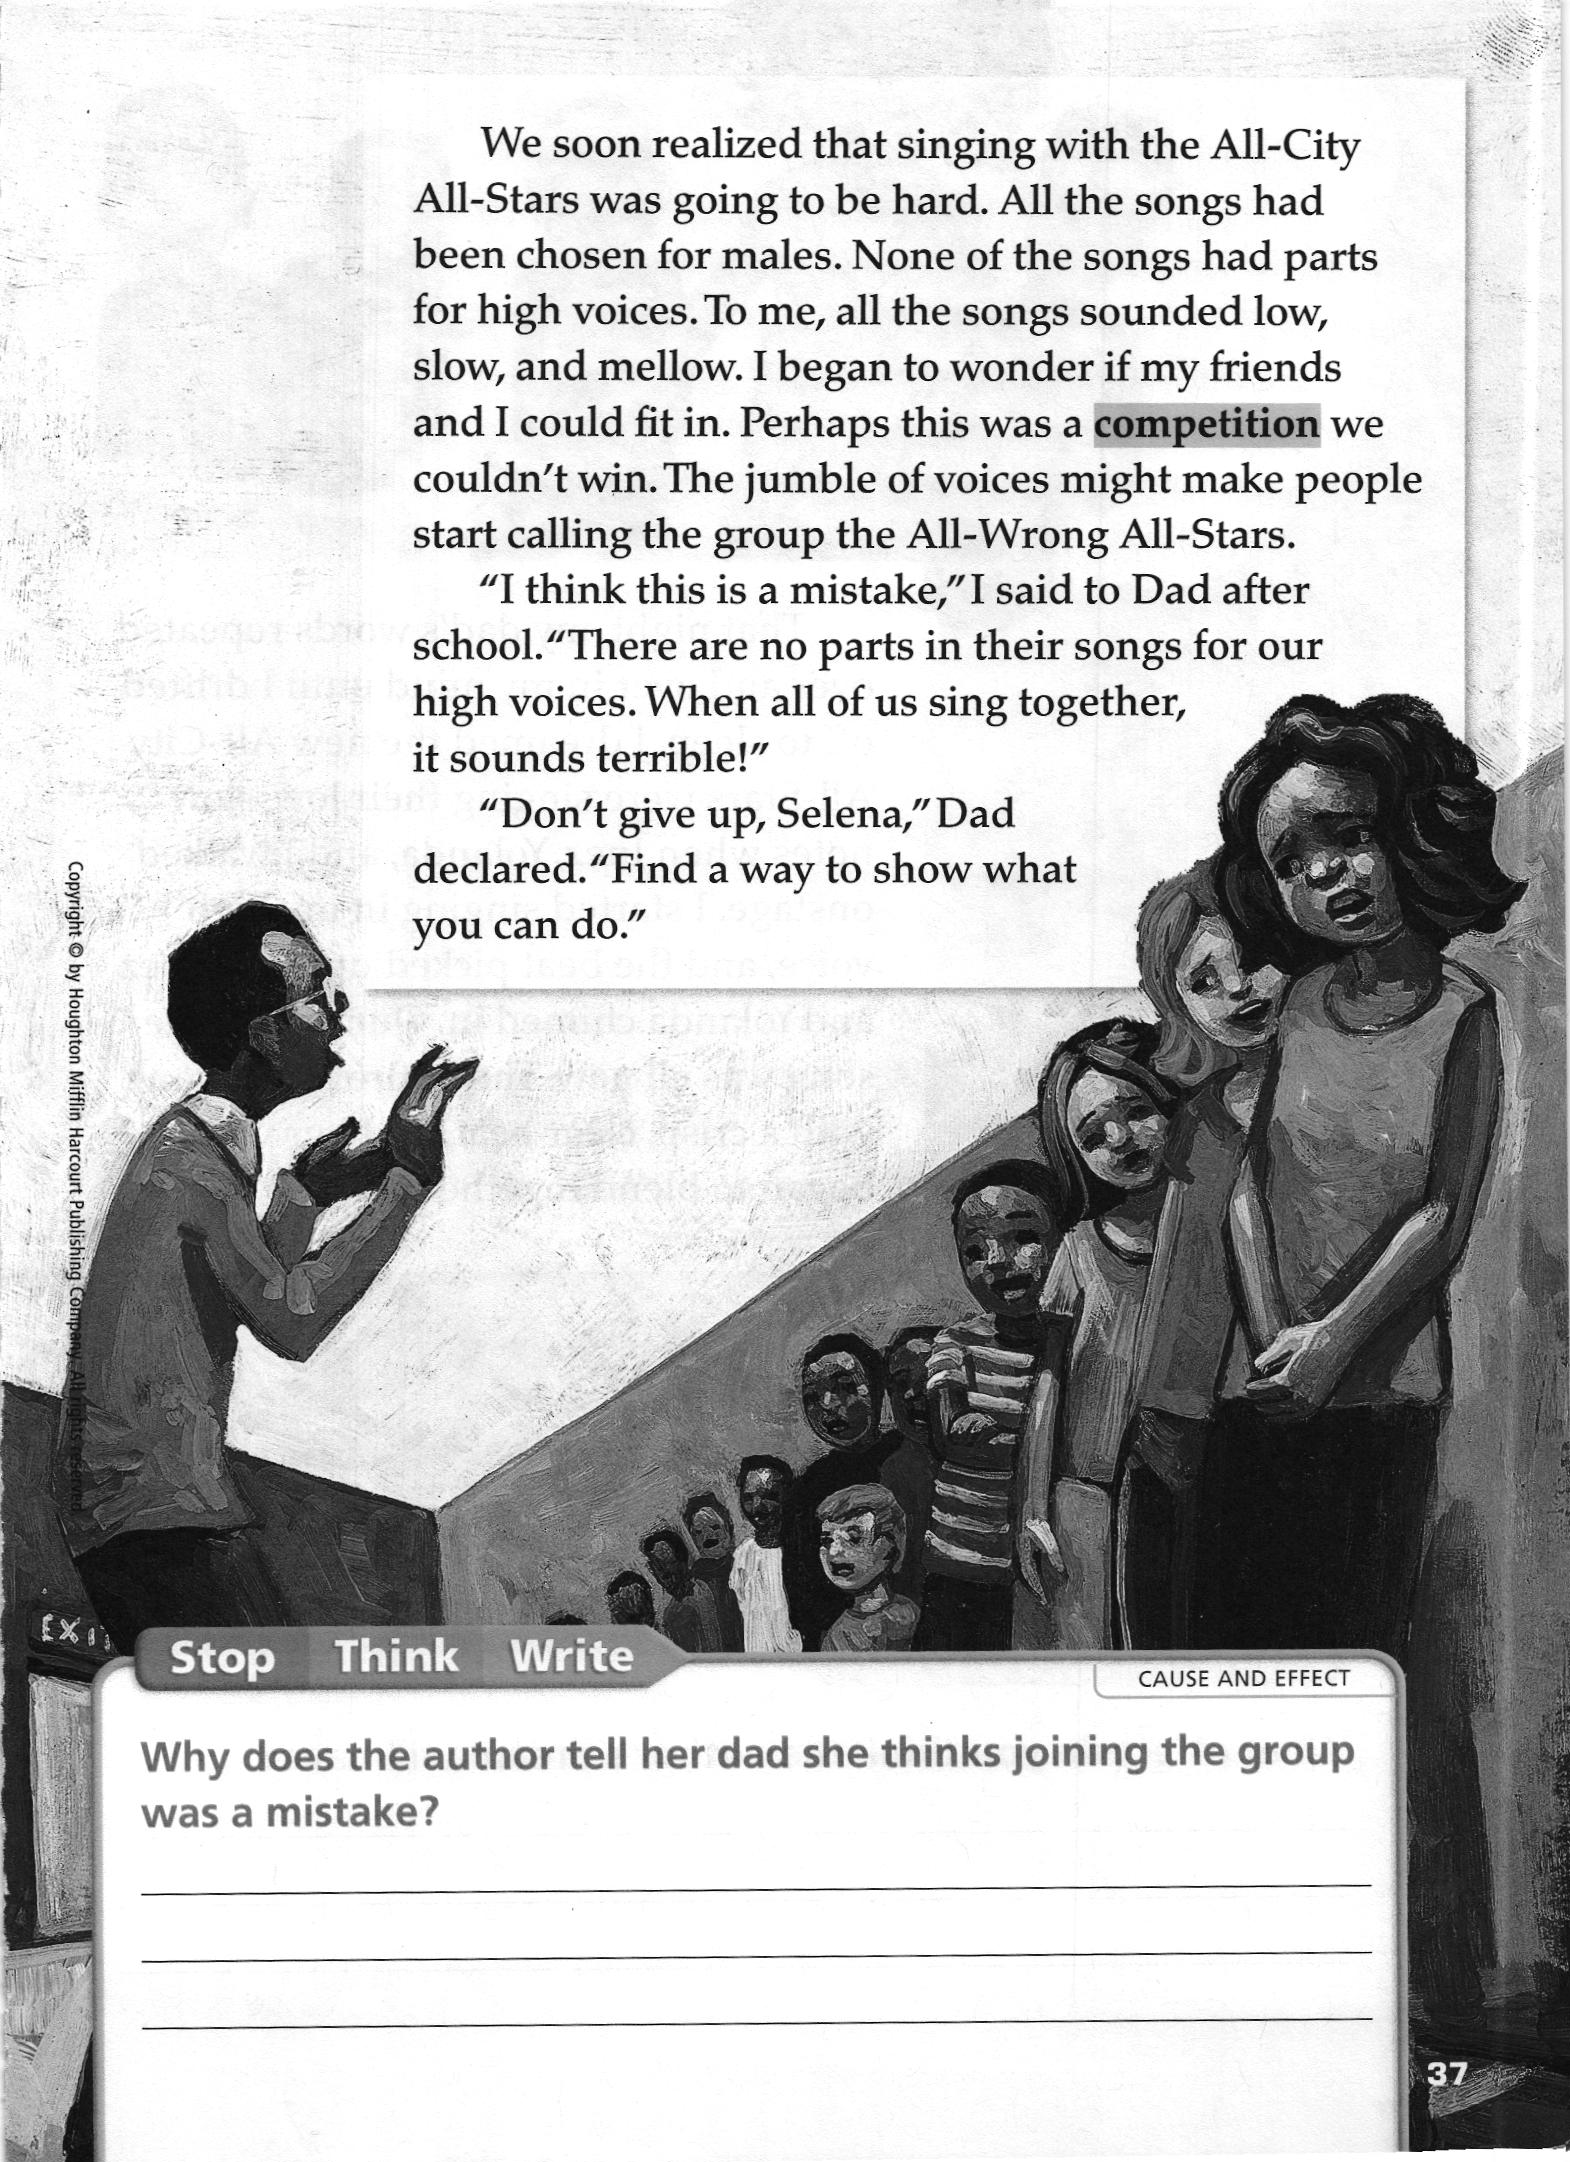 We soon realized that singing with the All-City
All-Stars was going to be hard. All the songs had
been chosen for males. None of the songs had parts
for high voices. To me, all the songs sounded low,
slow, and mellow. I began to wonder if my friends
and I could fit in. Perhaps this was a competition we
couldn’t win. The jumble of voices might make people
start calling the group the All-Wrong All-Stars.
“I think this is a mistake,” I said to Dad after
school. “There are no parts in their songs for our
high voices. When all of us sing together,
it sounds terrible!”
“Don’t give up, Selena,” Dad
declared. “Find a way to show what
you can do.”
Copyright © by Houghton Mifflin Harcourt Publishing Company. All rights reserved
EXI
Stop Think Write
CAUSE AND EFFECT
Why does the author tell her dad she thinks joining the group
was a mistake?
37